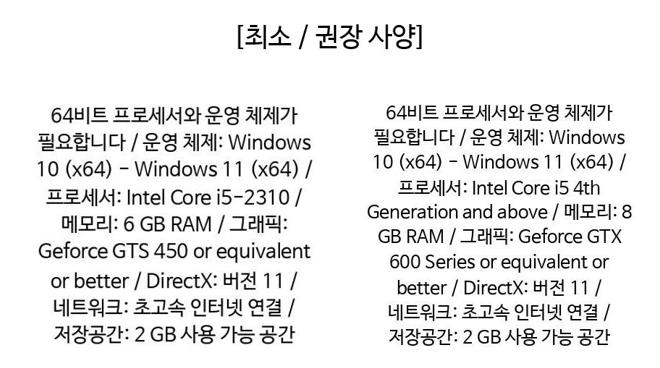 [최소 / 권장 사양]
64비트 프로세서와 운영 체제가
필요합니다 / 운영 체제: Windows
10 (x64) - Windows 11 (x64) /
프로세서: Intel Core i5-2310 /
메모리: 6 GB RAM / 그래픽:
Geforce GTS 450 or equivalent
or better / DirectX: 버전 11 /
네트워크: 초고속 인터넷 연결 /
저장공간: 2 GB 사용 가능 공간
64비트 프로세서와 운영 체제가
필요합니다 / 운영 체제: Windows
10 (x64) - Windows 11 (x64) /
프로세서: Intel Core i5 4th
Generation and above / 메모리: 8
GB RAM / 그래픽: Geforce GTX
600 Series or equivalent or
better / DirectX: 버전 11 /
네트워크: 초고속 인터넷 연결 /
저장공간: 2 GB 사용 가능 공간